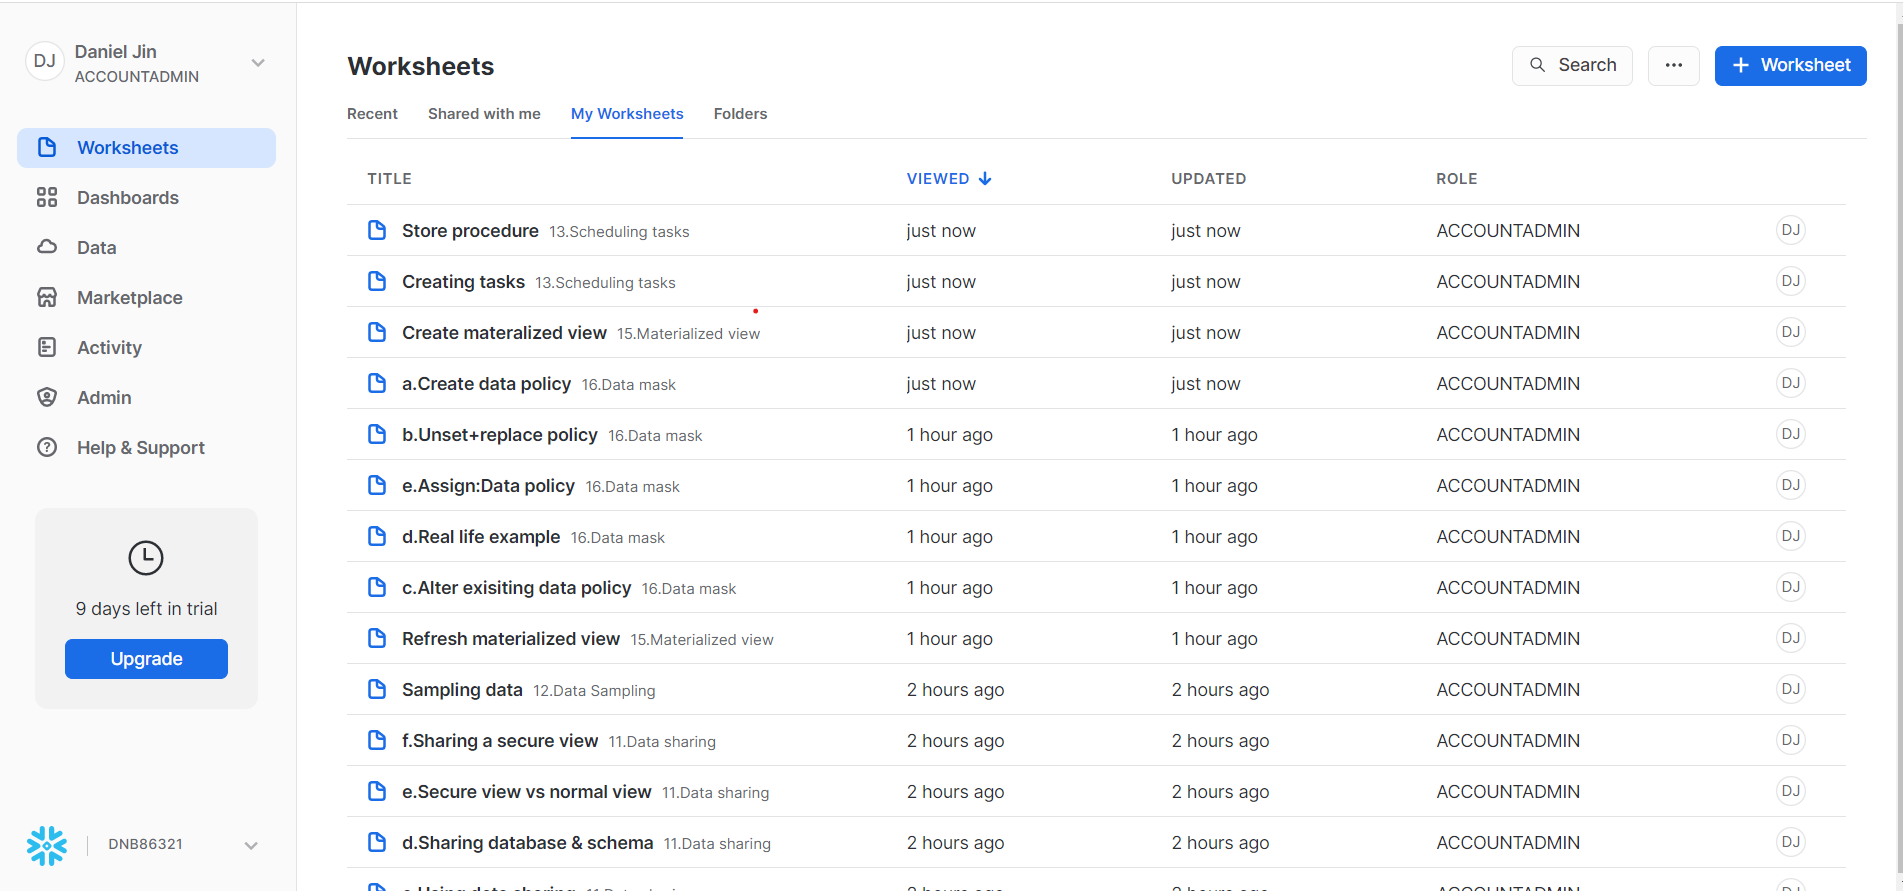 DJ
Daniel Jin
ACCOUNTADMIN
Worksheets
Dashboards
Data
Marketplace
Activity
Admin
Help & Support
9 days left in trial
Upgrade
DNB86321
Worksheets
Search
Worksheet
Recent Shared with me My Worksheets Folders
TITLE VIEWED UPDATED ROLE
Store procedure 13.Scheduling tasks just now just now ACCOUNTADMIN DJ
Creating tasks 13.Scheduling tasks just now just now ACCOUNTADMIN DJ
Create materalized view 15.Materialized view just now just now ACCOUNTADMIN DJ
a.Create data policy 16.Data mask just now just now ACCOUNTADMIN DJ
b.Unset+replace policy 16.Data mask 1 hour ago 1 hour ago ACCOUNTADMIN DJ
e.Assign:Data policy 16.Data mask 1 hour ago 1 hour ago ACCOUNTADMIN DJ
d.Real life example 16.Data mask 1 hour ago 1 hour ago ACCOUNTADMIN DJ
c.Alter exisiting data policy 16.Data mask 1 hour ago 1 hour ago ACCOUNTADMIN DJ
Refresh materialized view 15.Materialized view 1 hour ago 1 hour ago ACCOUNTADMIN DJ
Sampling data 12.Data Sampling 2 hours ago 2 hours ago ACCOUNTADMIN DJ
f.Sharing a secure view 11.Data sharing 2 hours ago 2 hours ago ACCOUNTADMIN DJ
e.Secure view vs normal view 11.Data sharing 2 hours ago 2 hours ago ACCOUNTADMIN DJ
d.Sharing database & schema 11.Data sharing 2 hours ago 2 hours ago ACCOUNTADMIN DJ